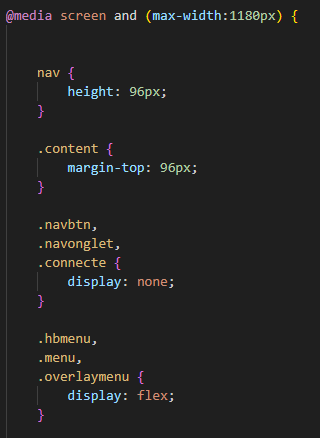 @media screen and (max-width:1180px) {
nav {
height: 96px;
}
.content {
margin-top: 96px;
}
.navbtn,
.navonglet,
.connecte {
display: none;
}
.hbmenu,
.menu,
.overlaymenu {
display: flex;
}